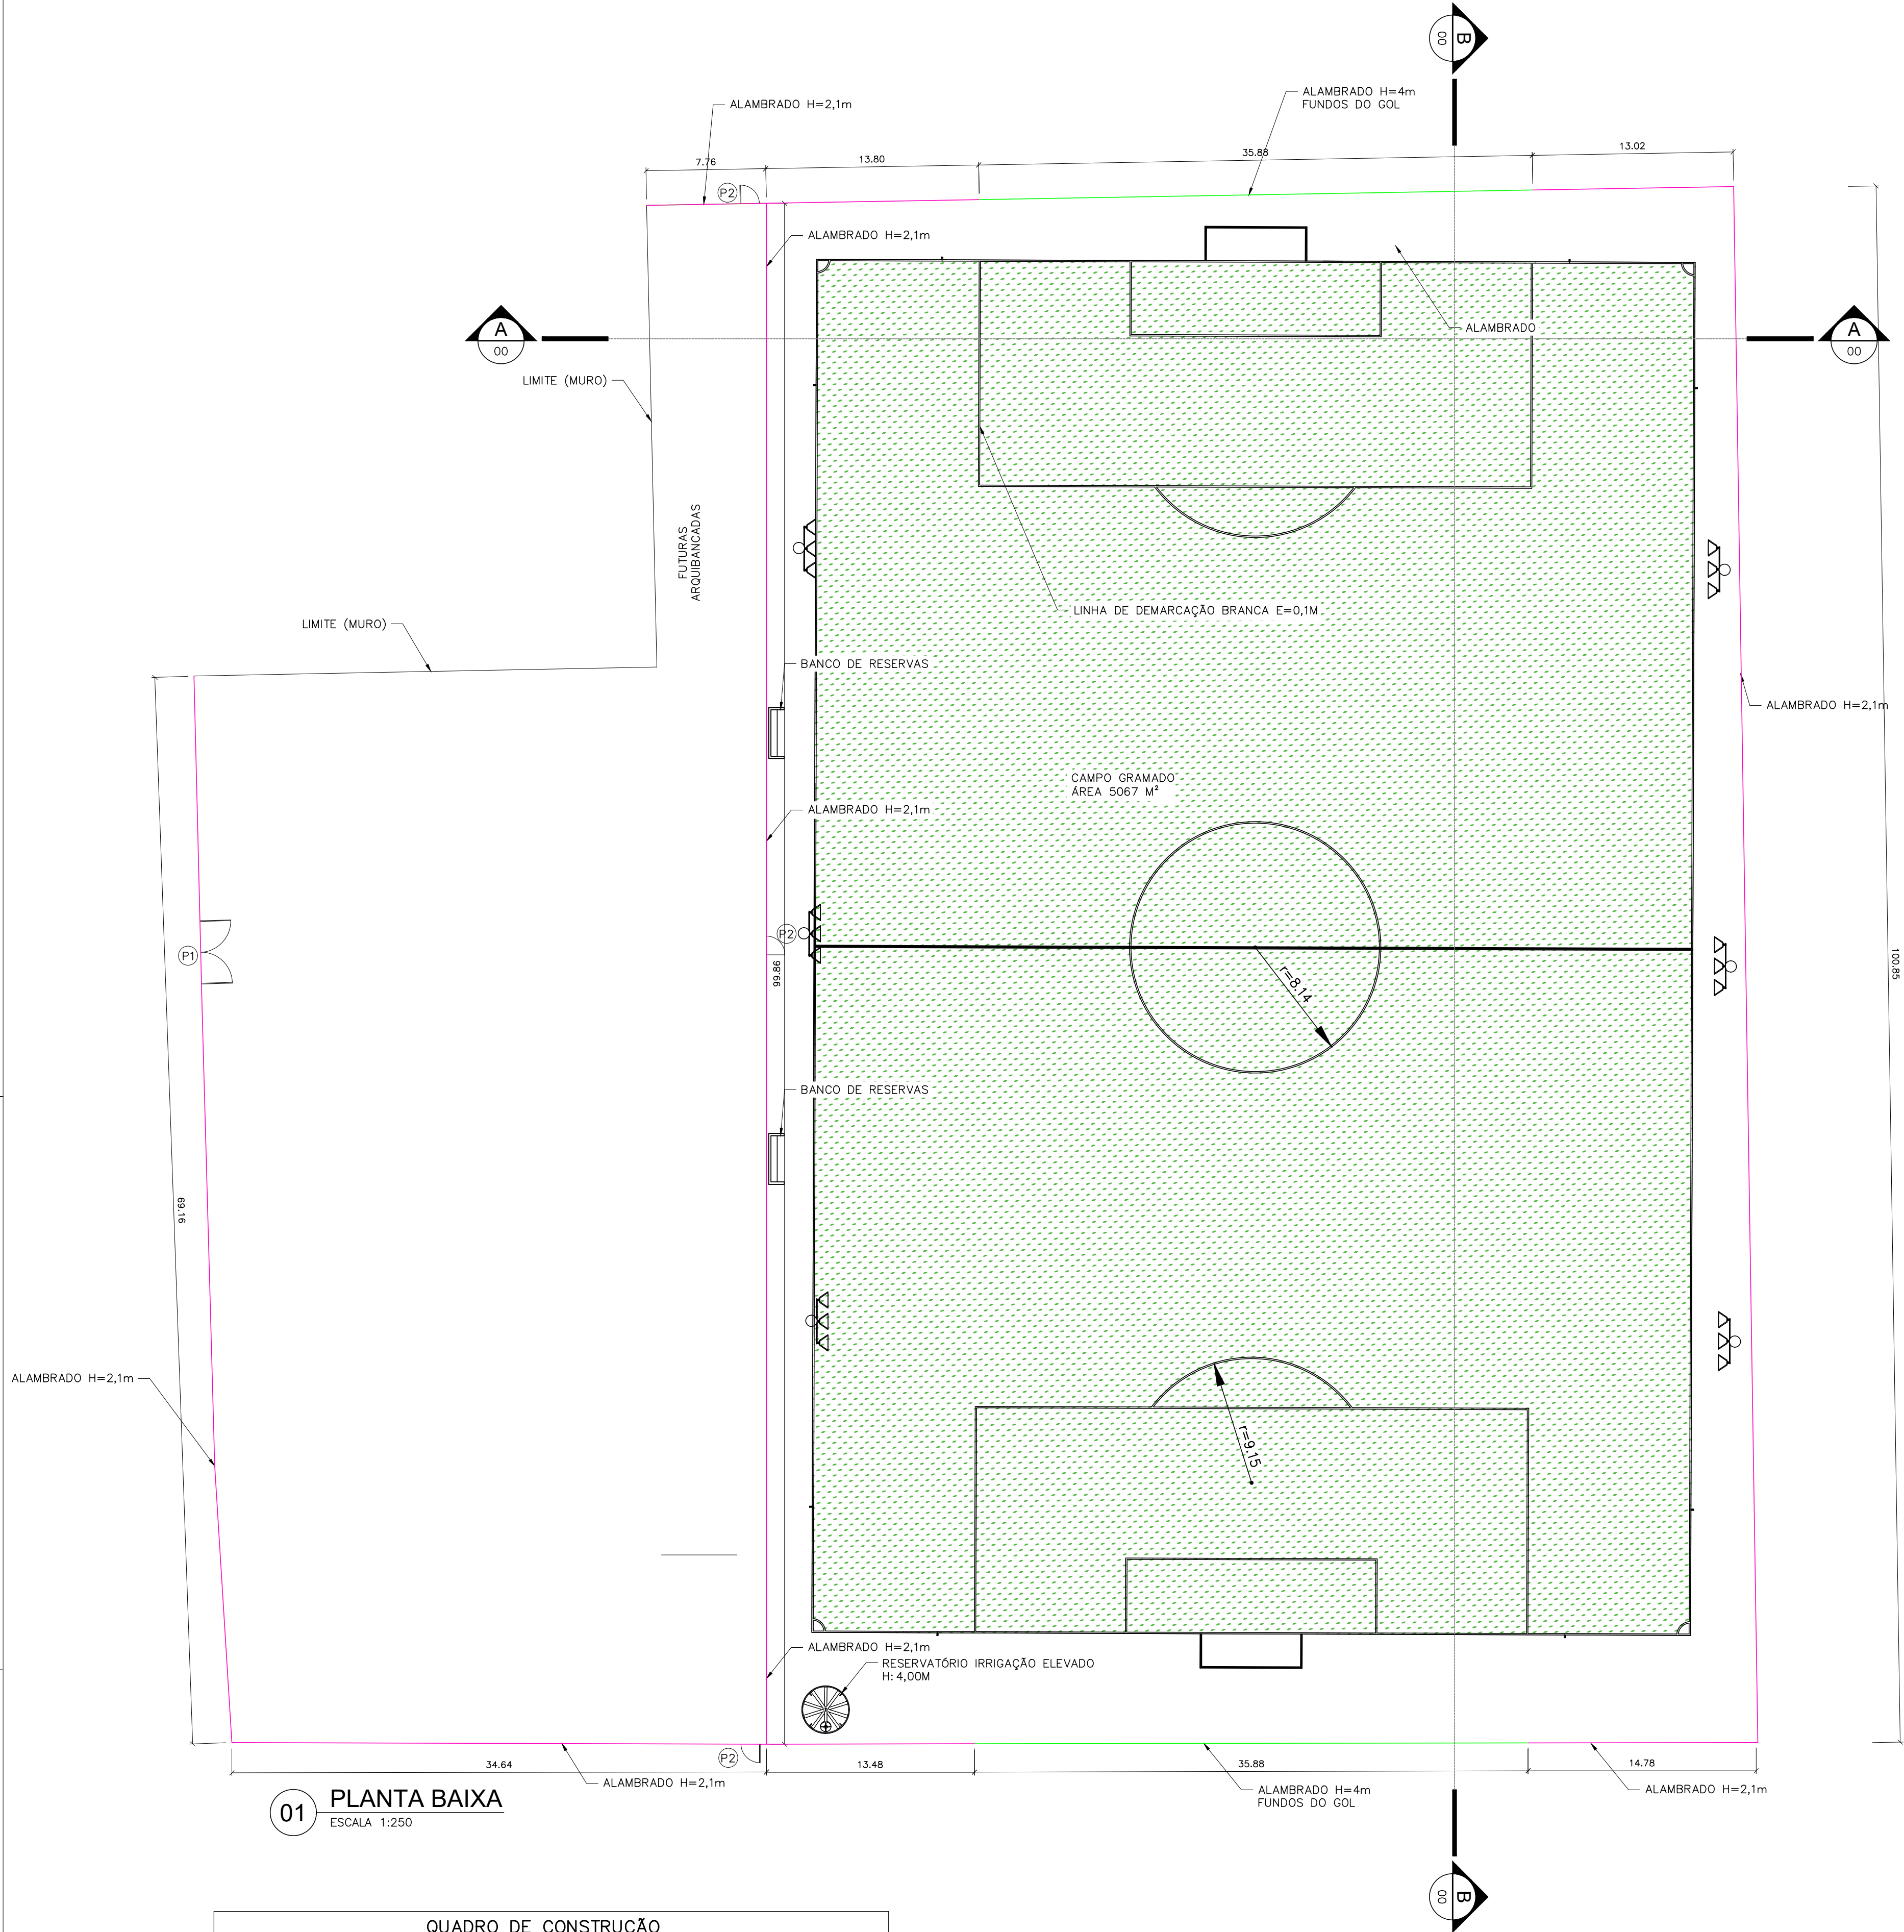 B
00
ALAMBRADO H=2,1m
ALAMBRADO H=4m
FUNDOS DO GOL
7.76
13.80
35.88
13.02
P2
ALAMBRADO H=2,1m
A
00
ALAMBRADO
A
00
LIMITE (MURO)
FUTURAS
ARQUIBANCADAS
LINHA DE DEMARCAÇÃO BRANCA E=0,1M
LIMITE (MURO)
BANCO DE RESERVAS
ALAMBRADO H=2,1m
CAMPO GRAMADO
ÁREA 5067 M²
ALAMBRADO H=2,1m
P2
P1
98.66
r=8.14
100.85
BANCO DE RESERVAS
69.16
ALAMBRADO H=2,1m
r=9.15
ALAMBRADO H=2,1m
RESERVATÓRIO IRRIGAÇÃO ELEVADO
H: 4,00M
P2
34.64
13.48
35.88
14.78
ALAMBRADO H=2,1m
ALAMBRADO H=4m
FUNDOS DO GOL
ALAMBRADO H=2,1m
01
PLANTA BAIXA
ESCALA 1:250
B
00
QUADRO DE CONSTRUÇÃO